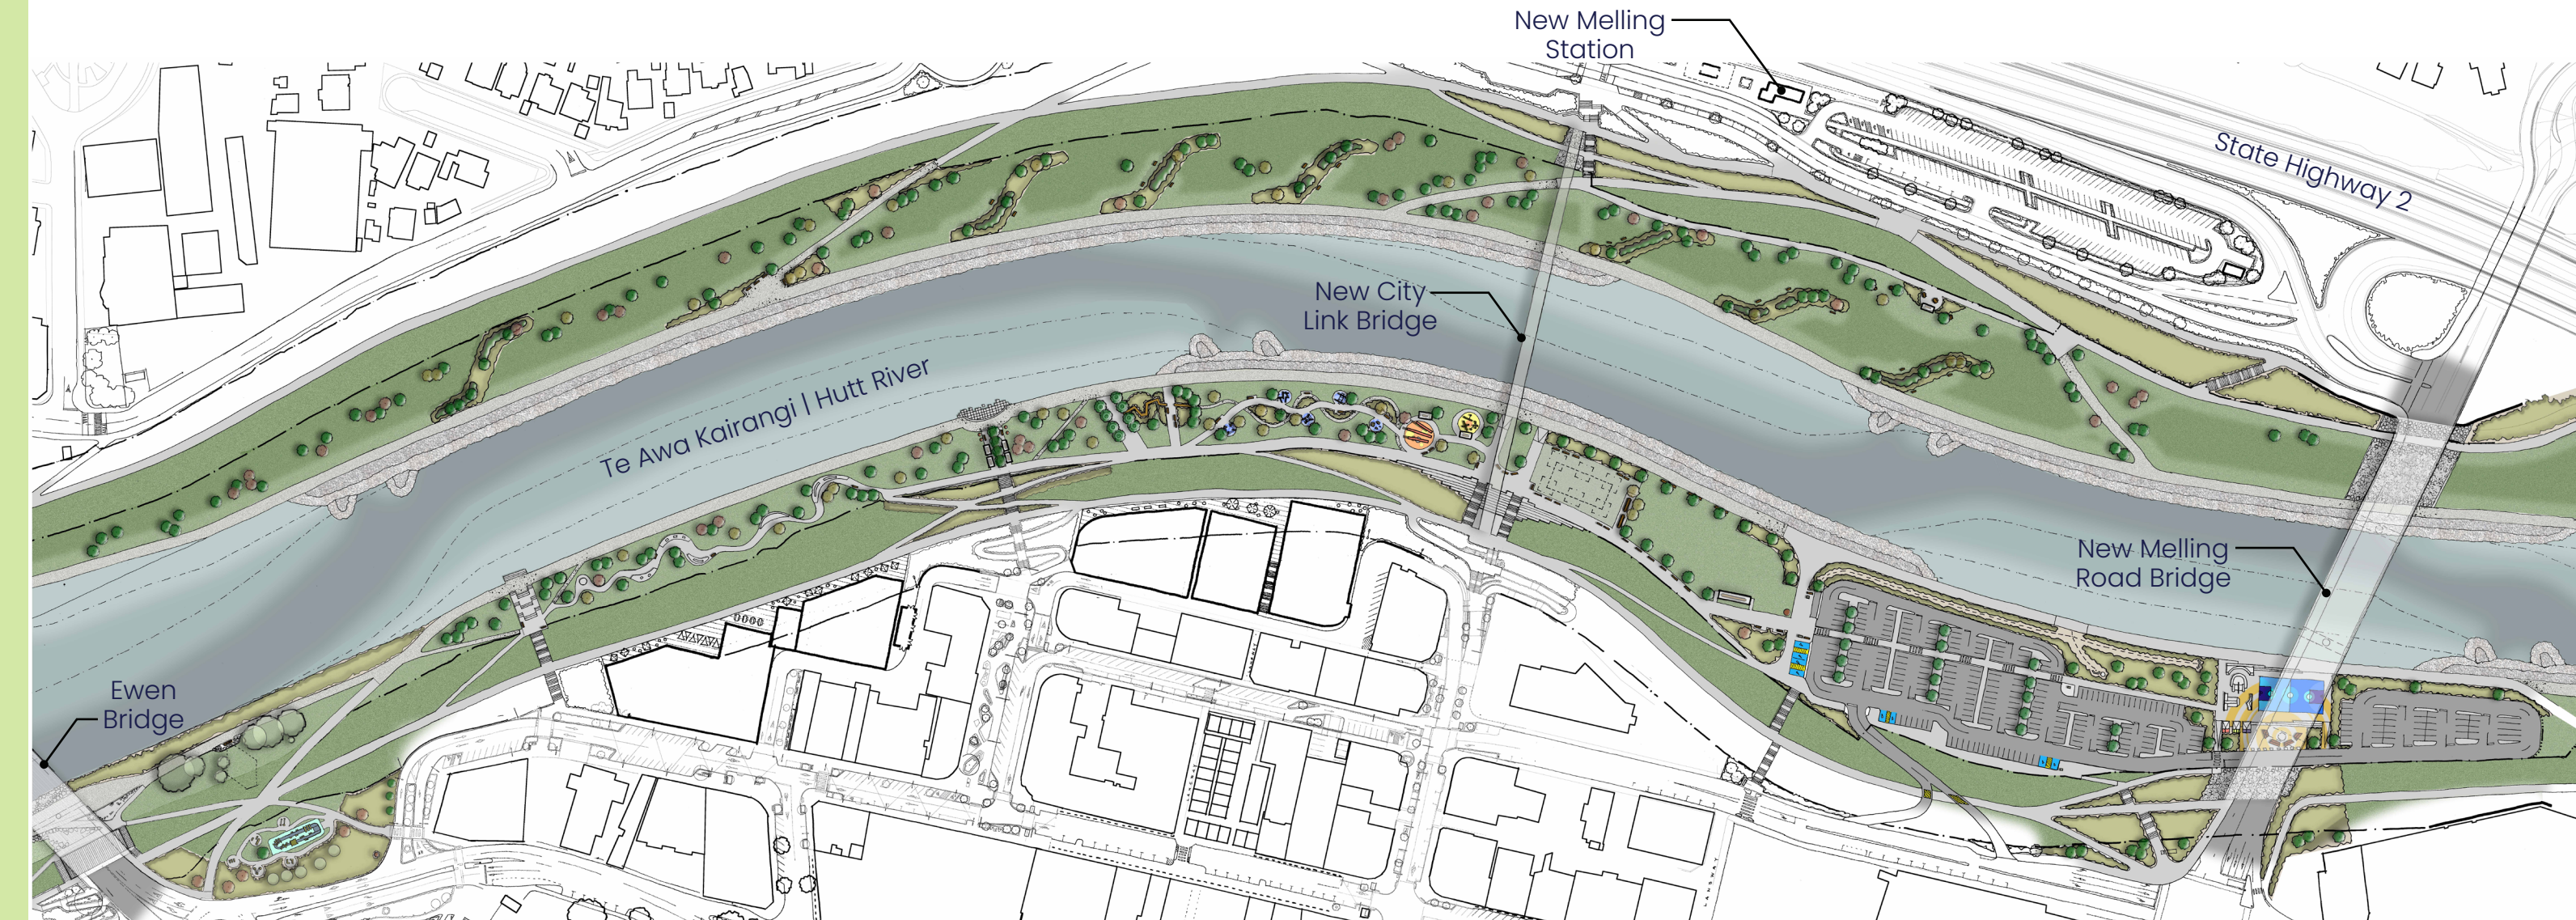 New Melling
Station
State Highway 2
New City
Link Bridge
Te Awa Kairangi | Hutt River
New Melling
Road Bridge
Ewen
Bridge